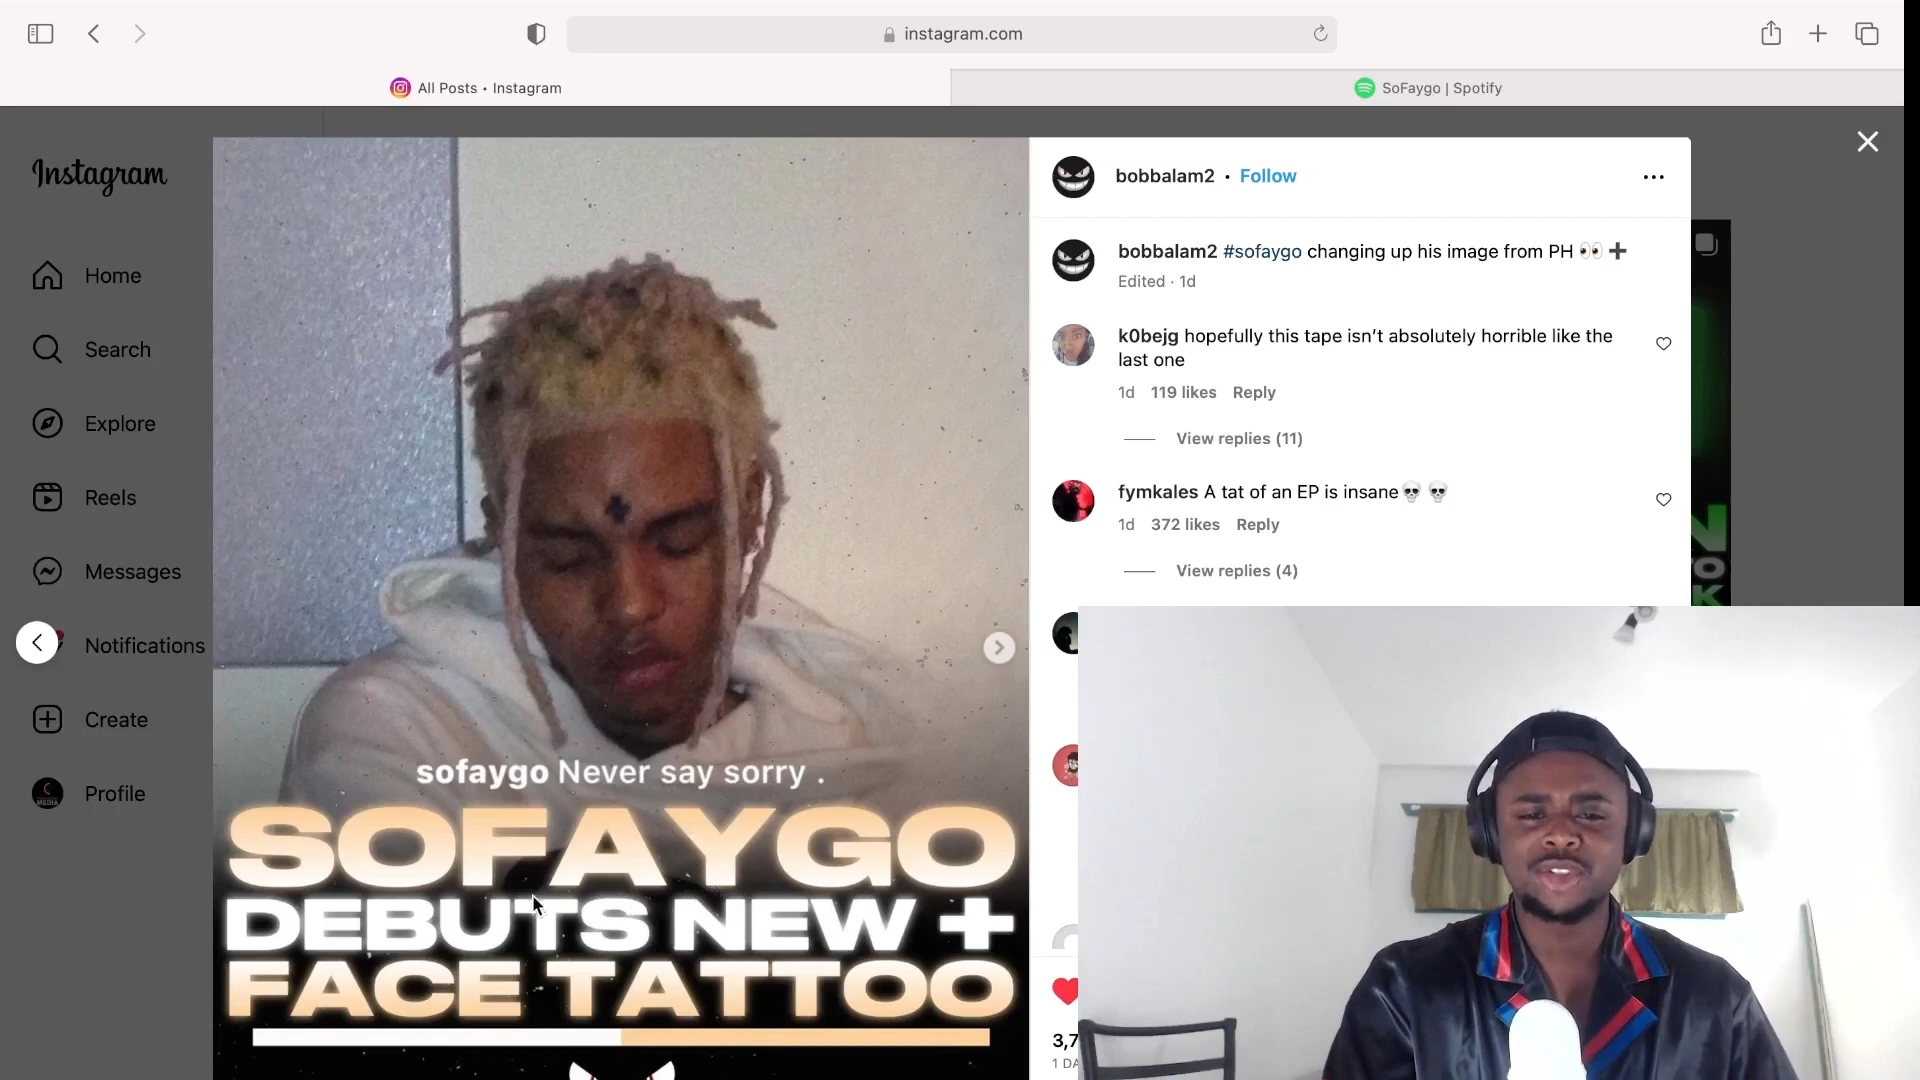 instagram.com
All Posts • Instagram
SoFaygo | Spotify
Instagram
Home
Search
Explore
Reels
Messages
Notifications
Create
Profile
sofaygo Never say sorry .
SOFAYGO
DEBUTS NEW +
FACE TATTOO
bobbalam2 • Follow
bobbalam2 #sofaygo changing up his image from PH 👀 ➕
Edited · 1d
k0bejg hopefully this tape isn’t absolutely horrible like the
last one
1d 119 likes Reply
View replies (11)
fymkales A tat of an EP is insane💀 💀
1d 372 likes Reply
View replies (4)